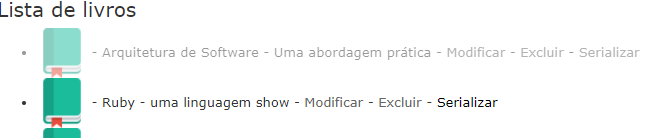 Lista de livros
- Arquitetura de Software - Uma abordagem prática - Modificar - Excluir - Serializar
- Ruby - uma linguagem show - Modificar - Excluir - Serializar